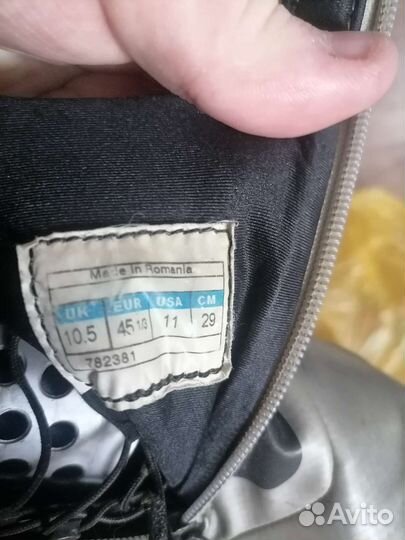 Made in Romania
UK EUR USA CM
10.5 45 1/3 11 29
782381
Avito